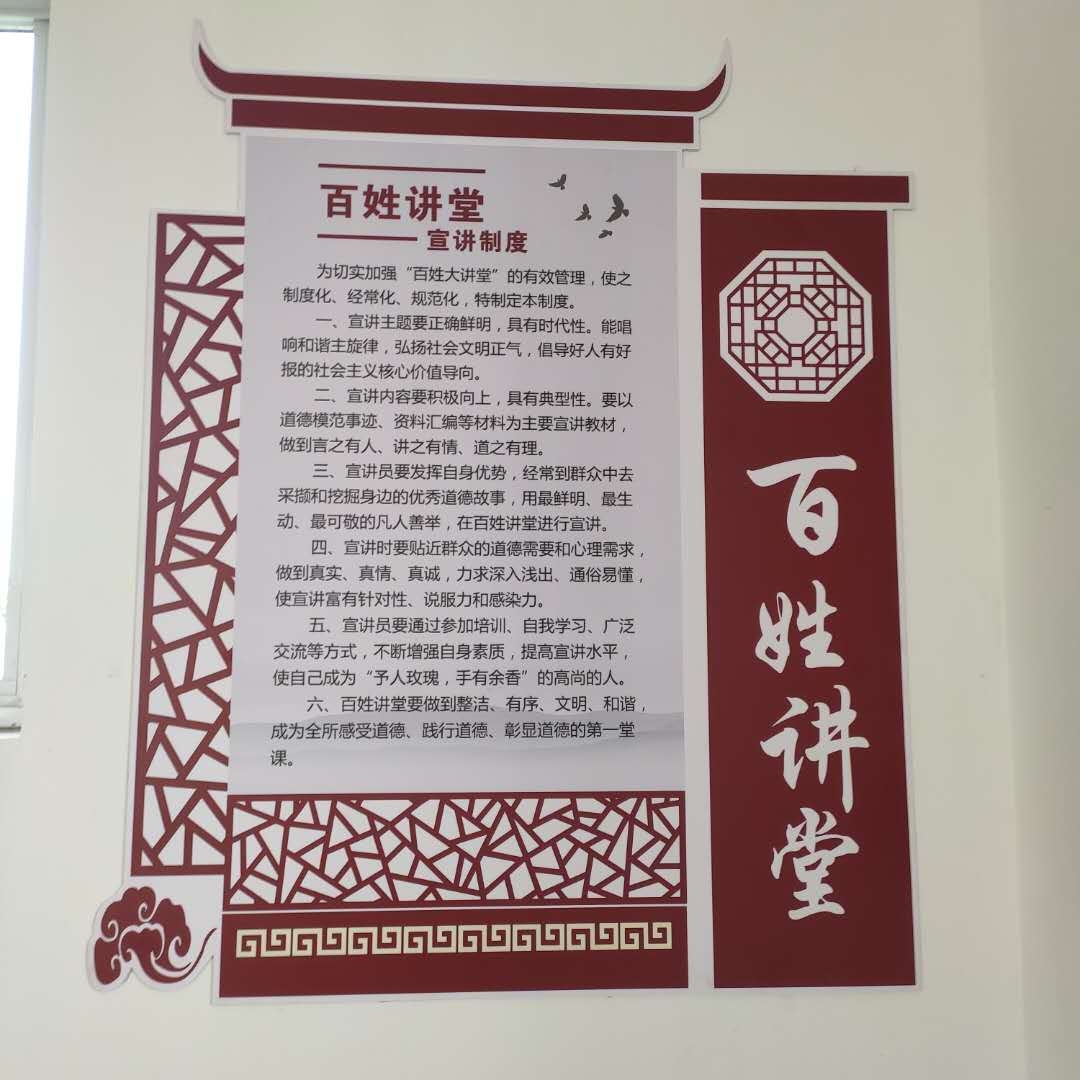 百姓讲堂
宣讲制度
为切实加强“百姓大讲堂”的有效管理，使之
制度化、经常化、规范化，特制定本制度。
一、宣讲主题要正确鲜明，具有时代性。能唱
响和谐主旋律，弘扬社会文明正气，倡导好人有好
报的社会主义核心价值导向。
二、宣讲内容要积极向上，具有典型性。要以
道德模范事迹、资料汇编等材料为主要宣讲教材，
做到言之有人、讲之有情、道之有理。
三、宣讲员要发挥自身优势，经常到群众中去
采撷和挖掘身边的优秀道德故事，用最鲜明、最生
动、最可敬的凡人善举，在百姓讲堂进行宣讲。
四、宣讲时要贴近群众的道德需要和心理需求，
做到真实、真情、真诚，力求深入浅出、通俗易懂，
使宣讲富有针对性、说服力和感染力。
五、宣讲员要通过参加培训、自我学习、广泛
交流等方式，不断增强自身素质，提高宣讲水平，
使自己成为“予人玫瑰，手有余香”的高尚的人。
六、百姓讲堂要做到整洁、有序、文明、和谐，
成为全所感受道德、践行道德、彰显道德的第一堂
课。
百姓讲堂